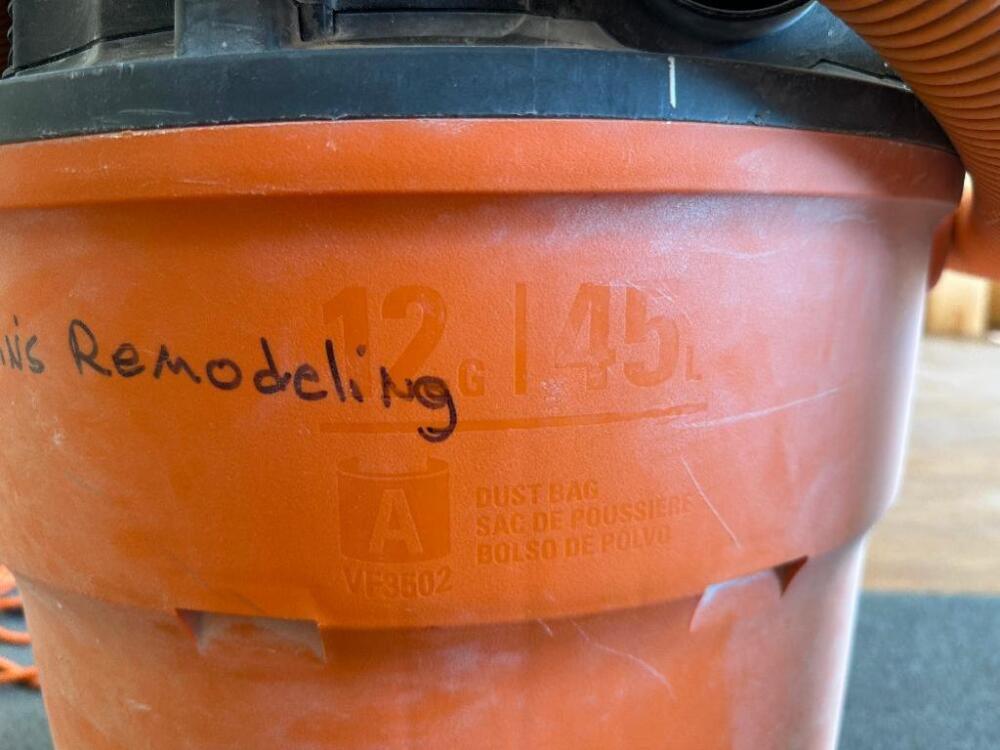 12G | 45L
Remodeling
A
DUST BAG
SAC DE POUSSIÈRE
BOLSO DE POLVO
VF3502